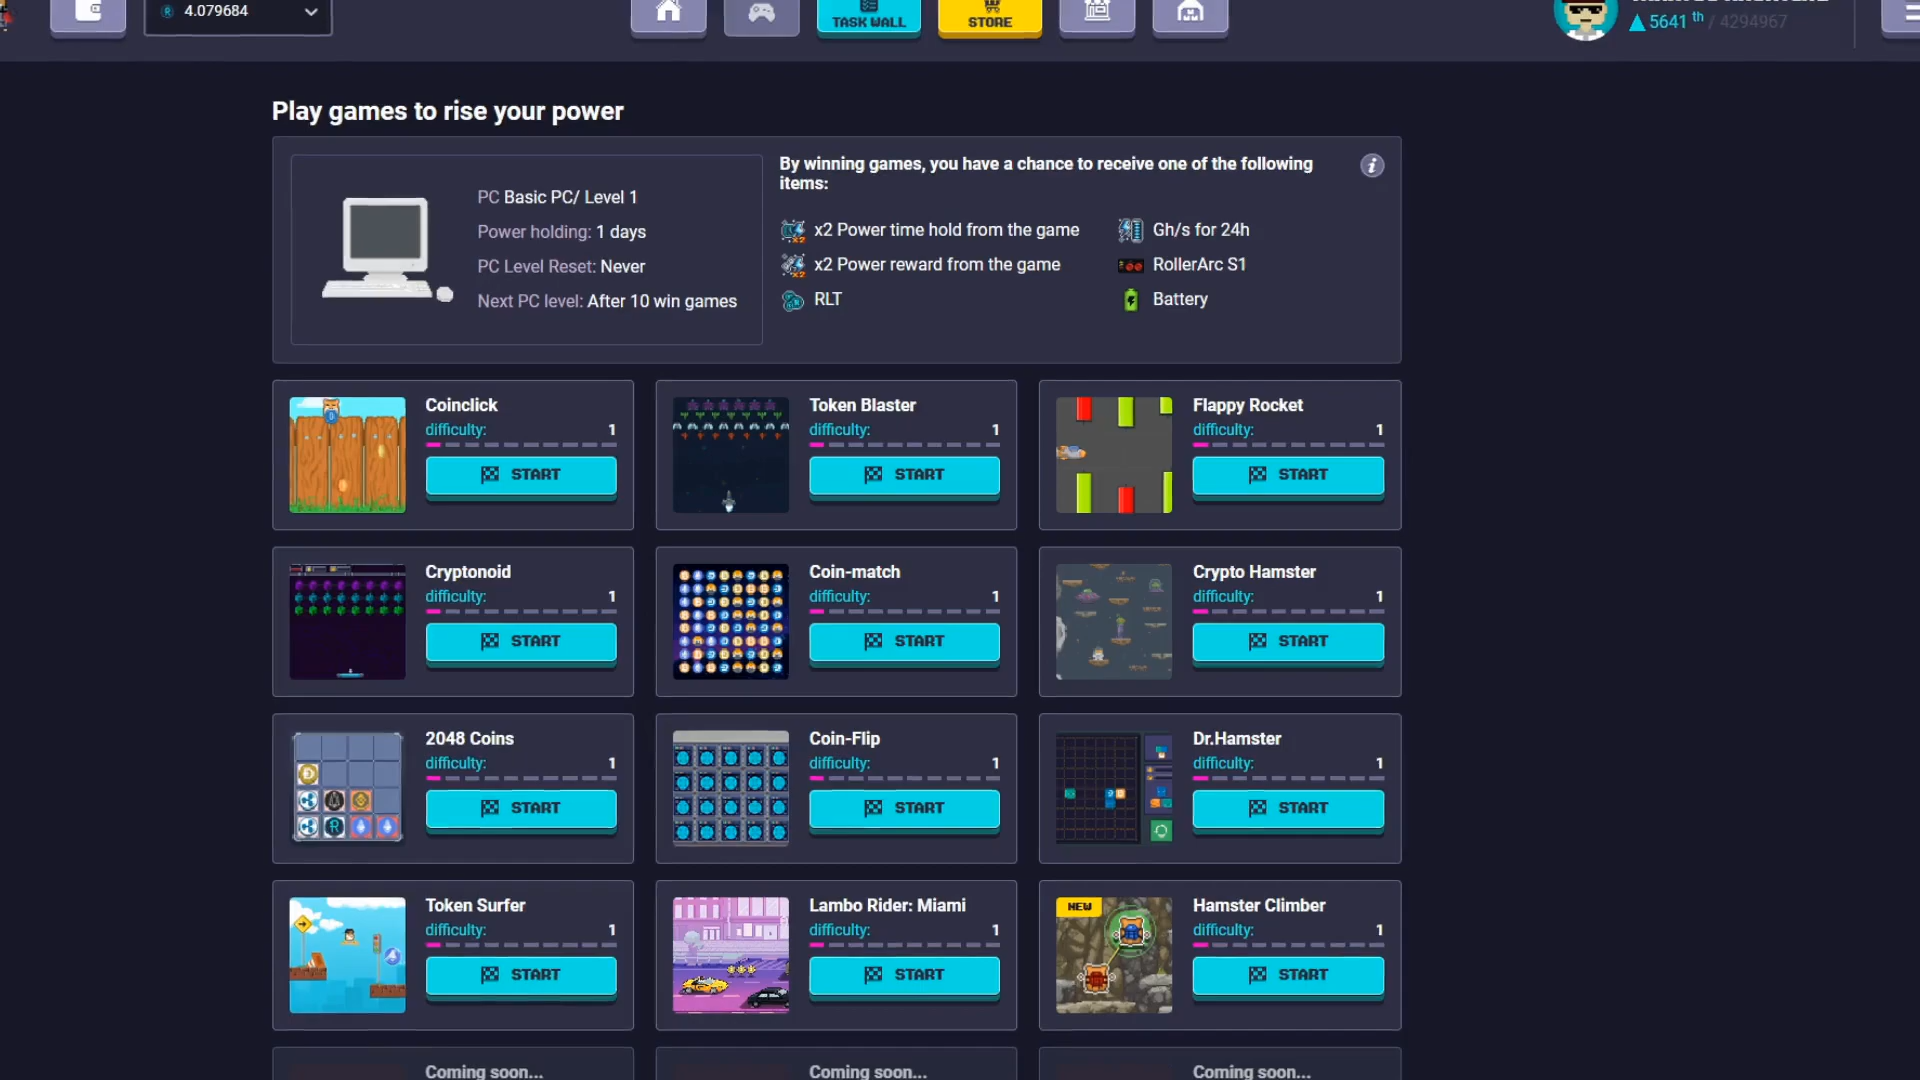 4.079684
TASK WALL
STORE
5641 th / 4294967
Play games to rise your power
PC Basic PC/ Level 1
Power holding: 1 days
PC Level Reset: Never
Next PC level: After 10 win games
By winning games, you have a chance to receive one of the following
items:
x2 Power time hold from the game
Gh/s for 24h
x2 Power reward from the game
RollerArc S1
RLT
Battery
Coinclick
difficulty: 1
START
Token Blaster
difficulty: 1
START
Flappy Rocket
difficulty: 1
START
Cryptonoid
difficulty: 1
START
Coin-match
difficulty: 1
START
Crypto Hamster
difficulty: 1
START
2048 Coins
difficulty: 1
START
Coin-Flip
difficulty: 1
START
Dr.Hamster
difficulty: 1
START
Token Surfer
difficulty: 1
START
Lambo Rider: Miami
difficulty: 1
START
NEW
Hamster Climber
difficulty: 1
START
Coming soon...
Coming soon...
Coming soon...